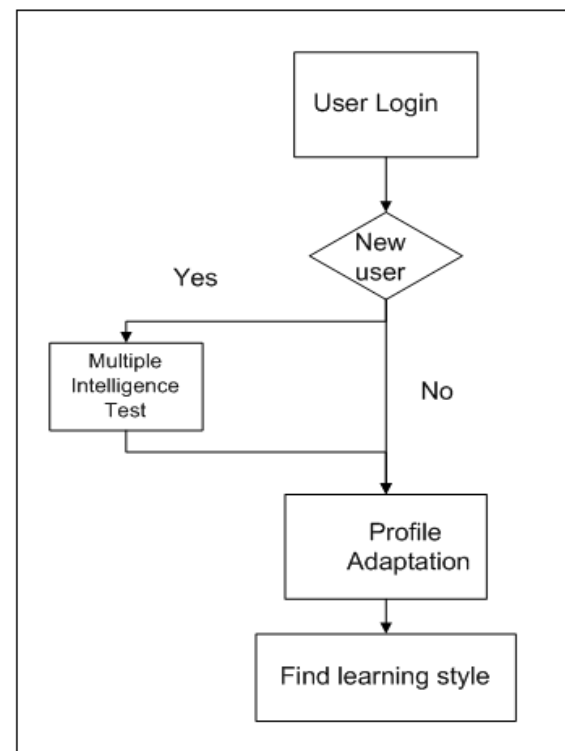 User Login
New
user
Yes
Multiple
Intelligence
Test
No
Profile
Adaptation
Find learning style